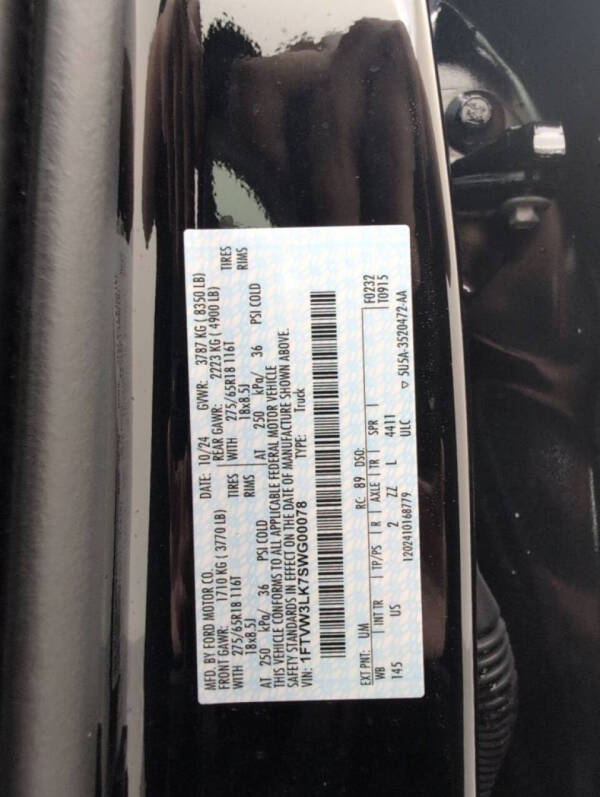 MFD. BY FORD MOTOR CO. DATE: 10/24 GVWR: 3787 KG ( 8350 LB)
FRONT GAWR: 1710 KG ( 3770 LB) REAR GAWR: 2223 KG ( 4900 LB)
WITH 275/65R18 116T TIRES WITH 275/65R18 116T TIRES
18x8.5J RIMS 18x8.5J RIMS
AT 250 kPa/ 36 PSI COLD AT 250 kPa/ 36 PSI COLD
THIS VEHICLE CONFORMS TO ALL APPLICABLE FEDERAL MOTOR VEHICLE
SAFETY STANDARDS IN EFFECT ON THE DATE OF MANUFACTURE SHOWN ABOVE.
VIN: 1FTVW3LK7SWG00078 TYPE: Truck
EXT PNT: UM RC: 89 DSO: F0232
WB INT TR TP/PS R AXLE TR SPR T0915
145 US 2 ZZ L 4411
ULC
1202410168779 ▽ 5U5A-3520472-AA